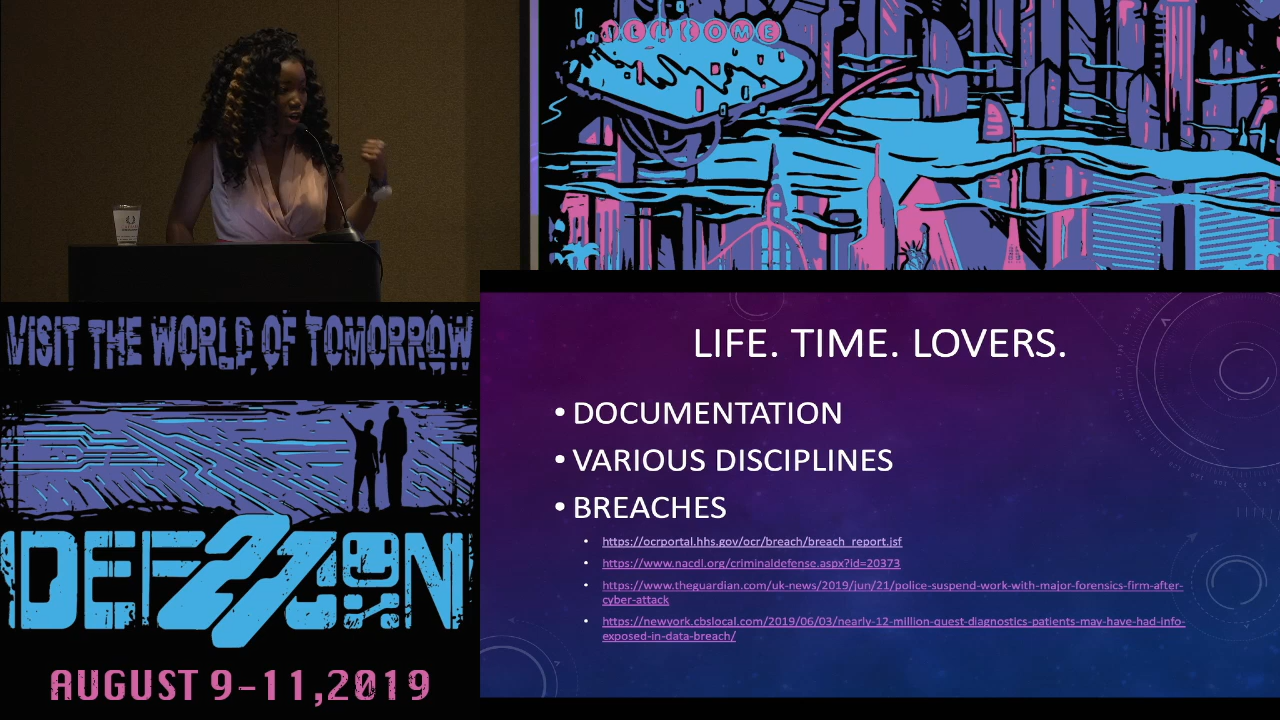 WELCOME
VISIT THE WORLD OF TOMORROW
DEF CON
27
AUGUST 9-11,2019
LIFE. TIME. LOVERS.
• DOCUMENTATION
• VARIOUS DISCIPLINES
• BREACHES
• https://ocrportal.hhs.gov/ocr/breach/breach_report.jsf
• https://www.nacdl.org/criminaldefense.aspx?id=20373
• https://www.theguardian.com/uk-news/2019/jun/21/police-suspend-work-with-major-forensics-firm-after-
cyber-attack
• https://newyork.cbslocal.com/2019/06/03/nearly-12-million-quest-diagnostics-patients-may-have-had-info-
exposed-in-data-breach/